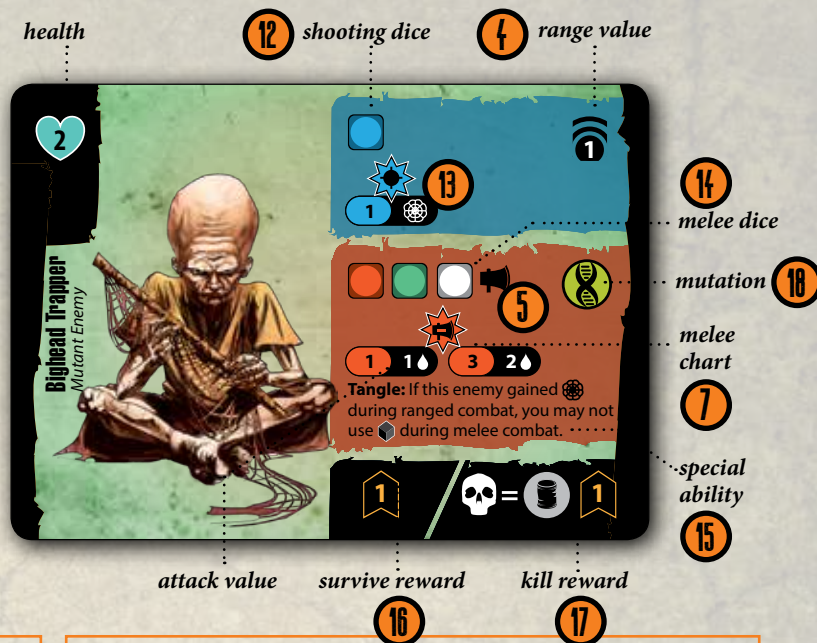 health
12 shooting dice
4 range value
2
1
13
1
14
melee dice
Bighead Trapper
Mutant Enemy
5
mutation 18
melee
chart
7
1 1 3 2
Tangle: If this enemy gained
during ranged combat, you may not
use during melee combat.
special
ability
15
1 = 1
attack value
survive reward
kill reward
16
17